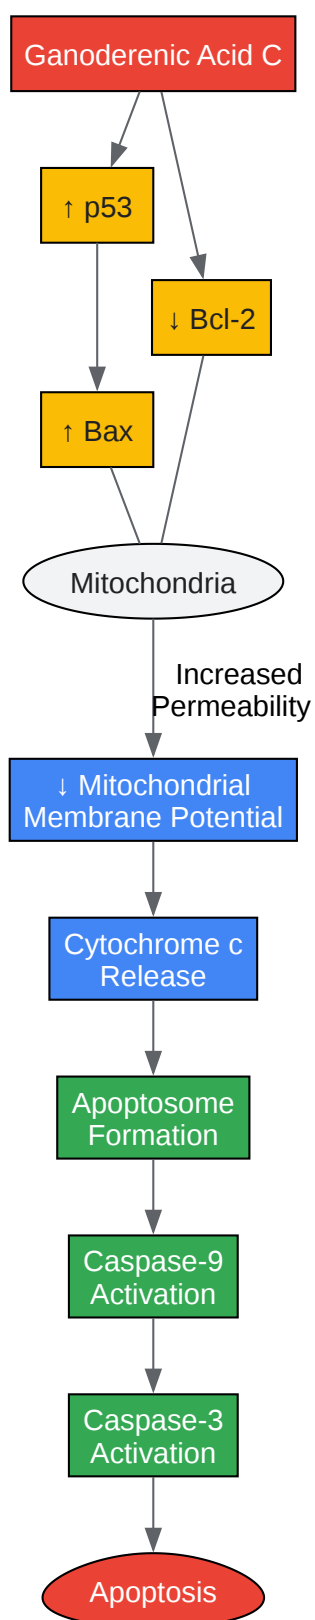 Ganoderenic Acid C
↑ p53
↓ Bcl-2
↑ Bax
Mitochondria
Increased
Permeability
↓ Mitochondrial
Membrane Potential
Cytochrome c
Release
Apoptosome
Formation
Caspase-9
Activation
Caspase-3
Activation
Apoptosis